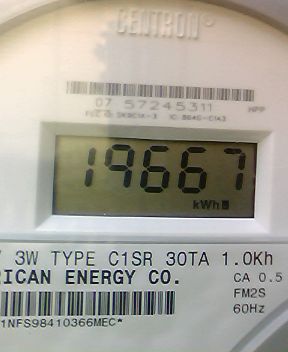 CENTRON
07 57245311
19667
kWh
3W TYPE C1SR 30TA 1.0Kh
RICAN ENERGY CO.
CA 0.5
FM2S
60Hz
1NFS98410366MEC*